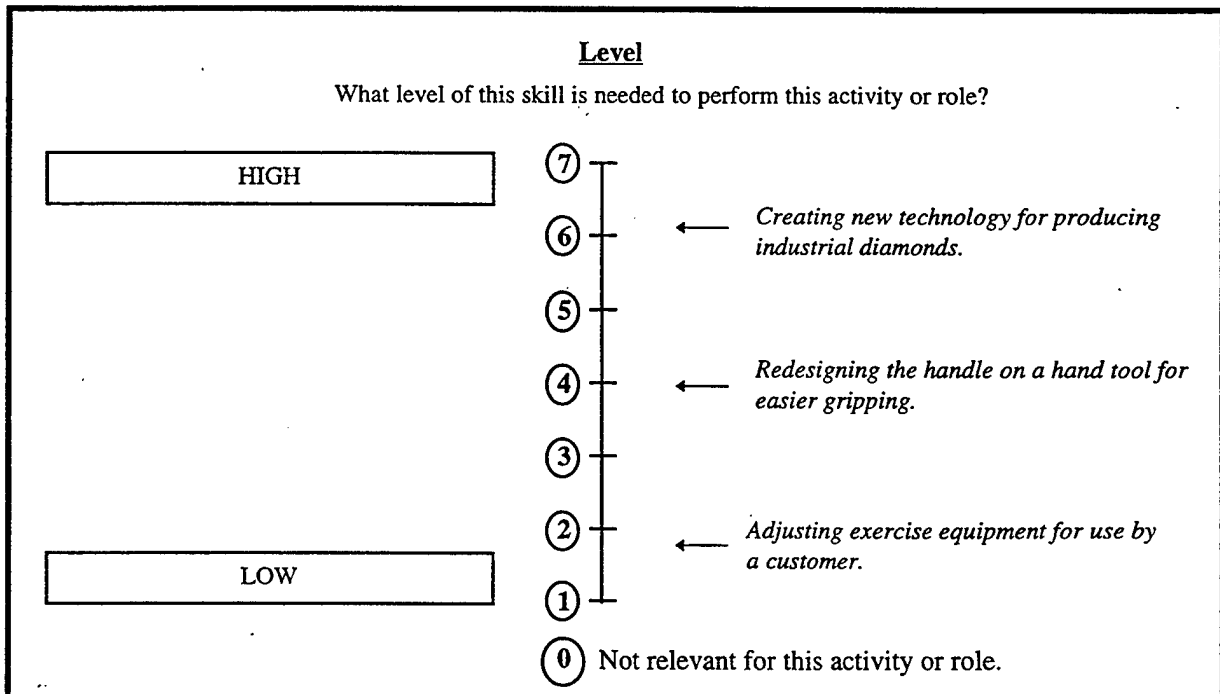 Level
What level of this skill is needed to perform this activity or role?
HIGH
7
6
Creating new technology for producing
industrial diamonds.
5
4
Redesigning the handle on a hand tool for
easier gripping.
3
2
Adjusting exercise equipment for use by
a customer.
LOW
1
0 Not relevant for this activity or role.